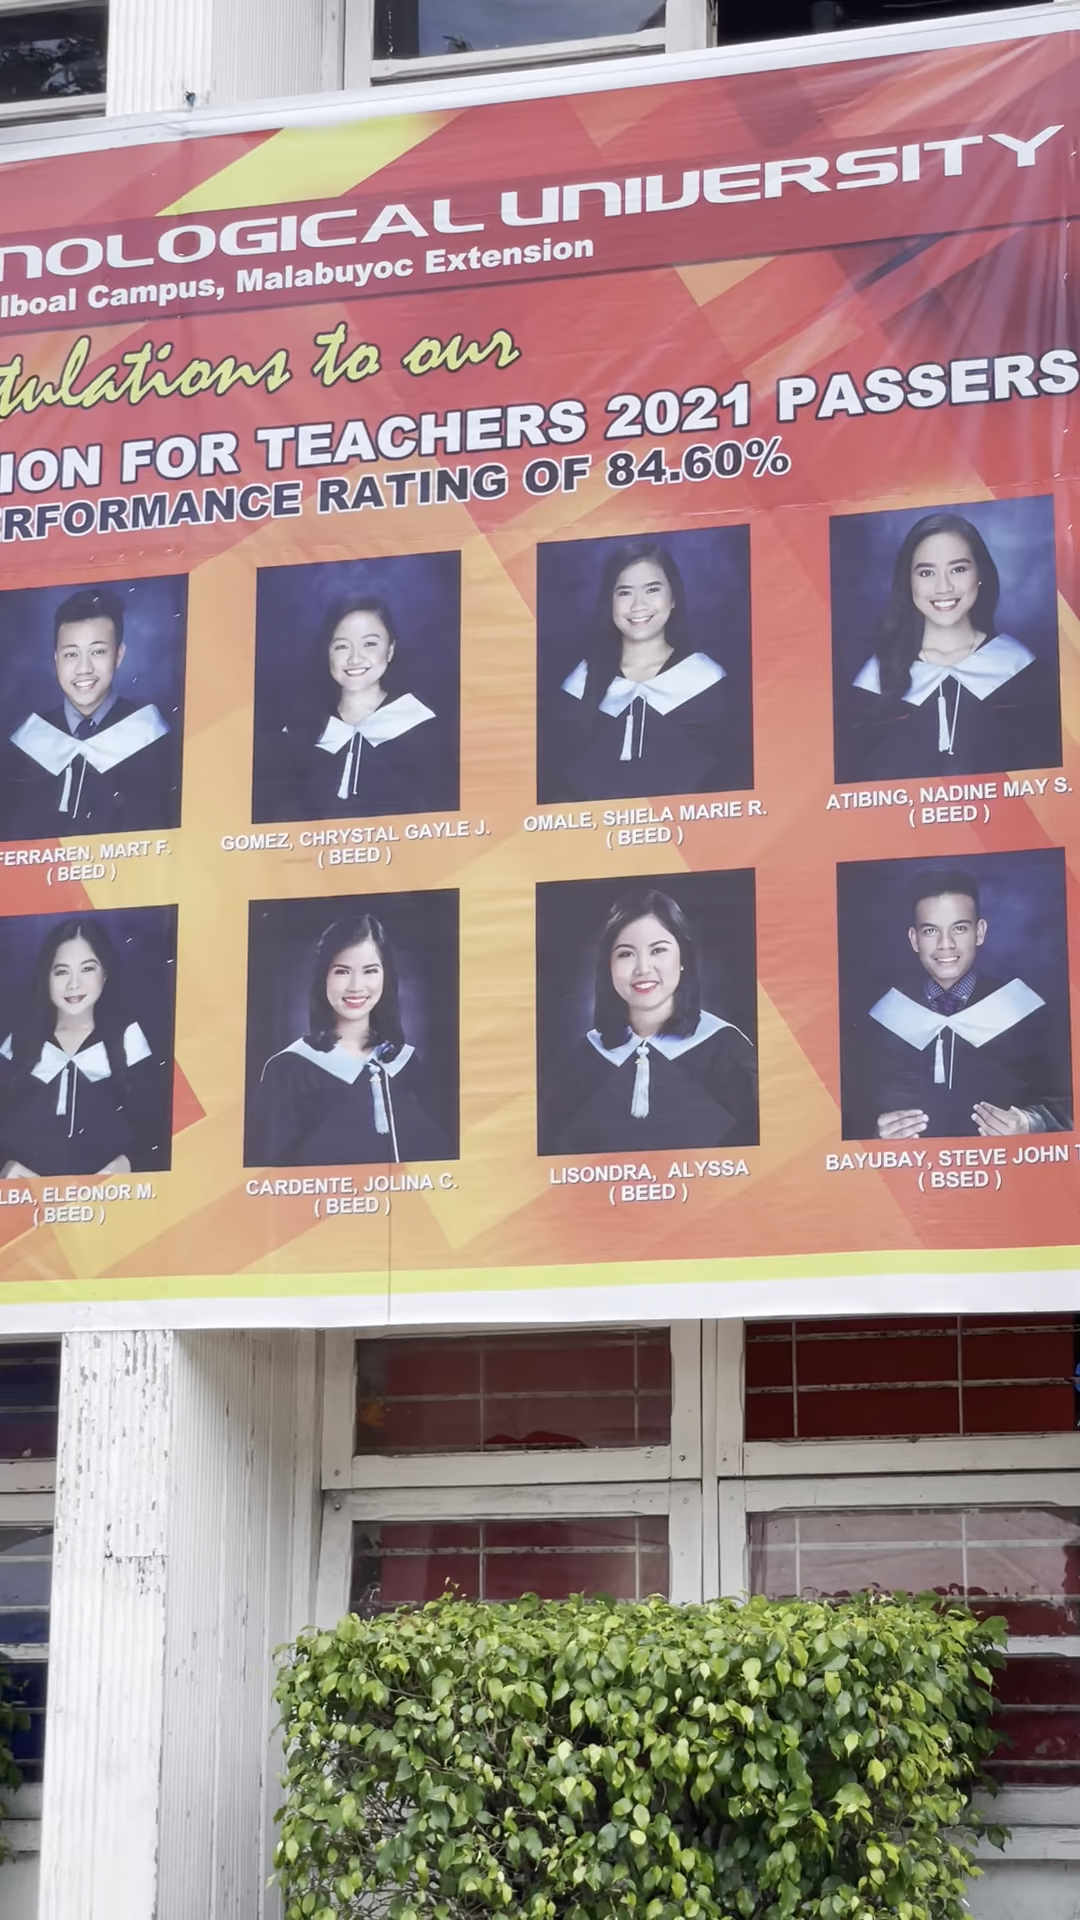 NOLOGICAL UNIVERSITY
lboal Campus, Malabuyoc Extension
tulations to our
ION FOR TEACHERS 2021 PASSERS
RFORMANCE RATING OF 84.60%
FERRAREN, MART F.
( BEED )
GOMEZ, CHRYSTAL GAYLE J.
( BEED )
OMALE, SHIELA MARIE R.
( BEED )
ATIBING, NADINE MAY S.
( BEED )
LBA, ELEONOR M.
( BEED )
CARDENTE, JOLINA C.
( BEED )
LISONDRA, ALYSSA
( BEED )
BAYUBAY, STEVE JOHN T
( BSED )